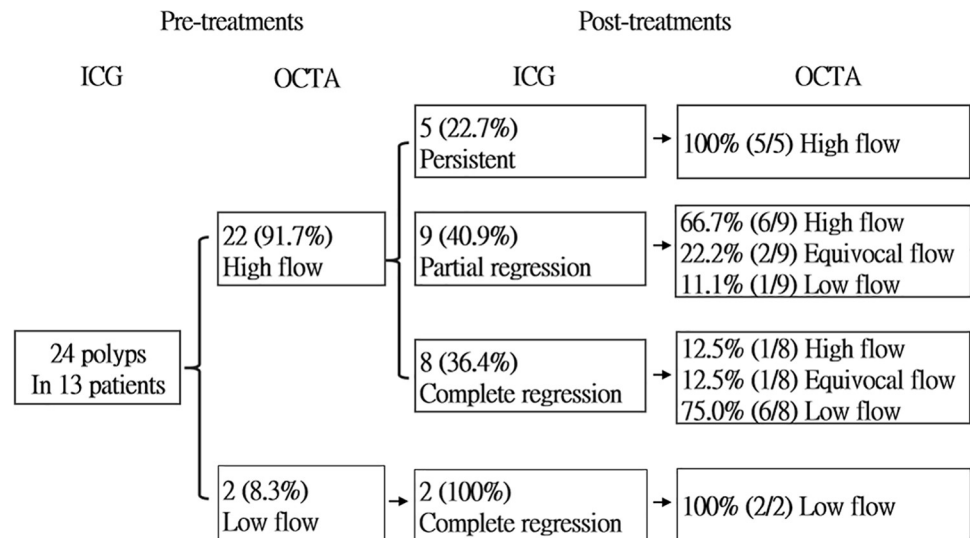 Pre-treatments
Post-treatments
ICG
OCTA
ICG
OCTA
24 polyps
In 13 patients
22 (91.7%)
High flow
2 (8.3%)
Low flow
5 (22.7%)
Persistent
9 (40.9%)
Partial regression
8 (36.4%)
Complete regression
2 (100%)
Complete regression
100% (5/5) High flow
66.7% (6/9) High flow
22.2% (2/9) Equivocal flow
11.1% (1/9) Low flow
12.5% (1/8) High flow
12.5% (1/8) Equivocal flow
75.0% (6/8) Low flow
100% (2/2) Low flow